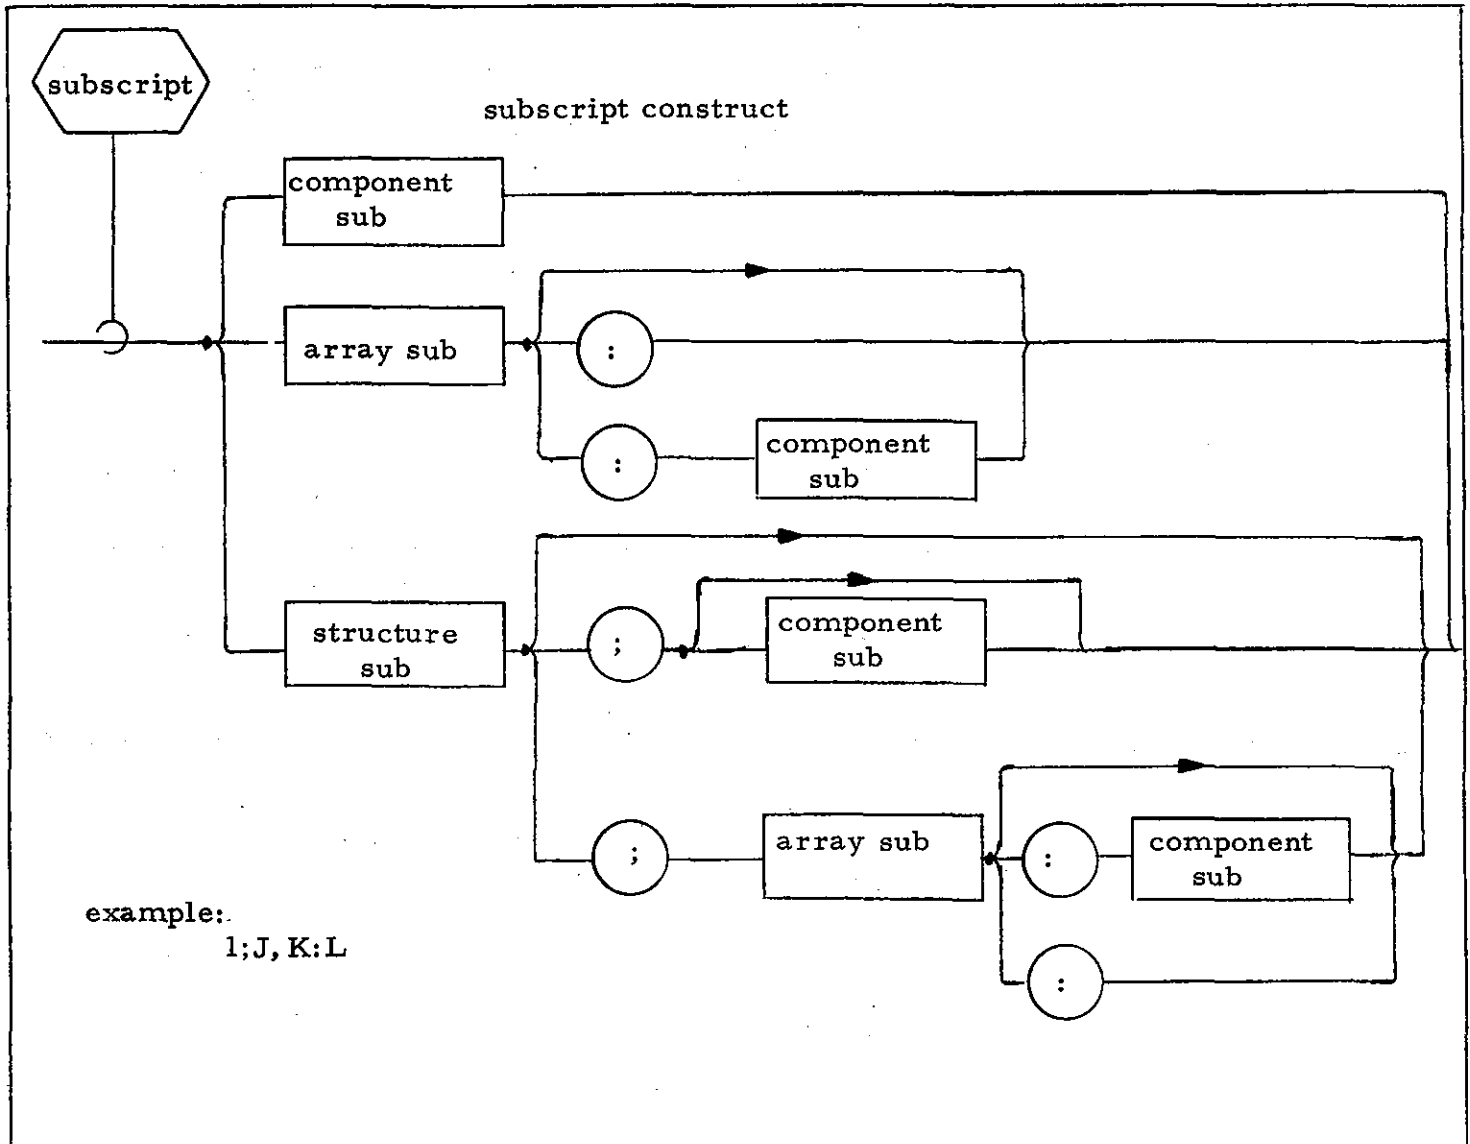 subscript
subscript construct
component
sub
array sub
:
:
component
sub
structure
sub
;
component
sub
;
array sub
:
component
sub
:
example:
1;J, K:L